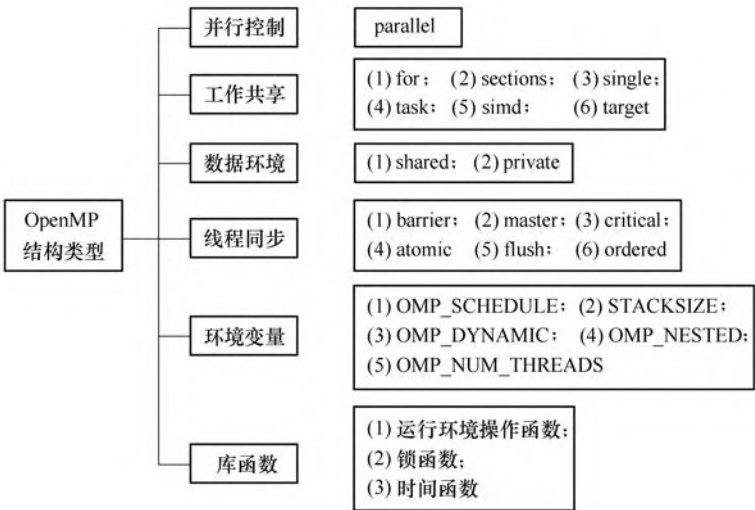 并行控制
parallel
工作共享
(1) for； (2) sections； (3) single；
(4) task； (5) simd； (6) target
数据环境
(1) shared；(2) private
OpenMP
结构类型
线程同步
(1) barrier；(2) master；(3) critical；
(4) atomic (5) flush； (6) ordered
环境变量
(1) OMP_SCHEDULE；(2) STACKSIZE；
(3) OMP_DYNAMIC； (4) OMP_NESTED；
(5) OMP_NUM_THREADS
库函数
(1) 运行环境操作函数；
(2) 锁函数；
(3) 时间函数